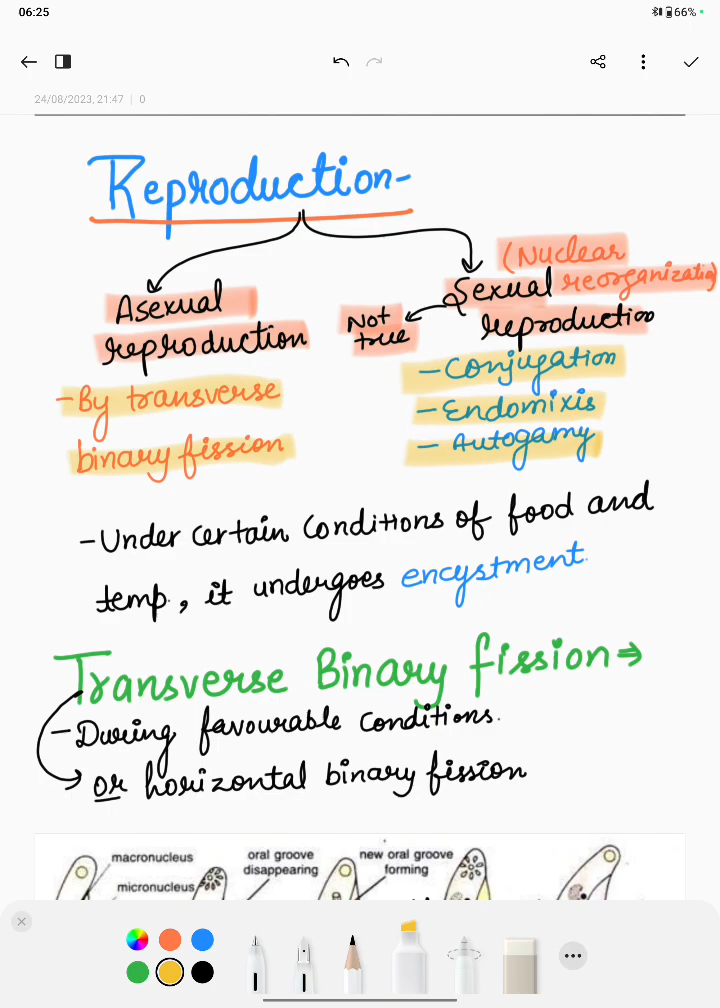 06:25
66%
24/08/2023, 21:47 | 0
Reproduction-
(Nuclear
Asexual
Sexual reorganization
reproduction
Not true
reproduction
- By transverse
binary fission
- Conjugation
- Endomixis
- Autogamy
- Under certain conditions of food and
temp., it undergoes encystment.
Transverse Binary fission ⇒
- During favourable conditions.
or horizontal binary fission
macronucleus
micronucleus
oral groove
disappearing
new oral groove
forming